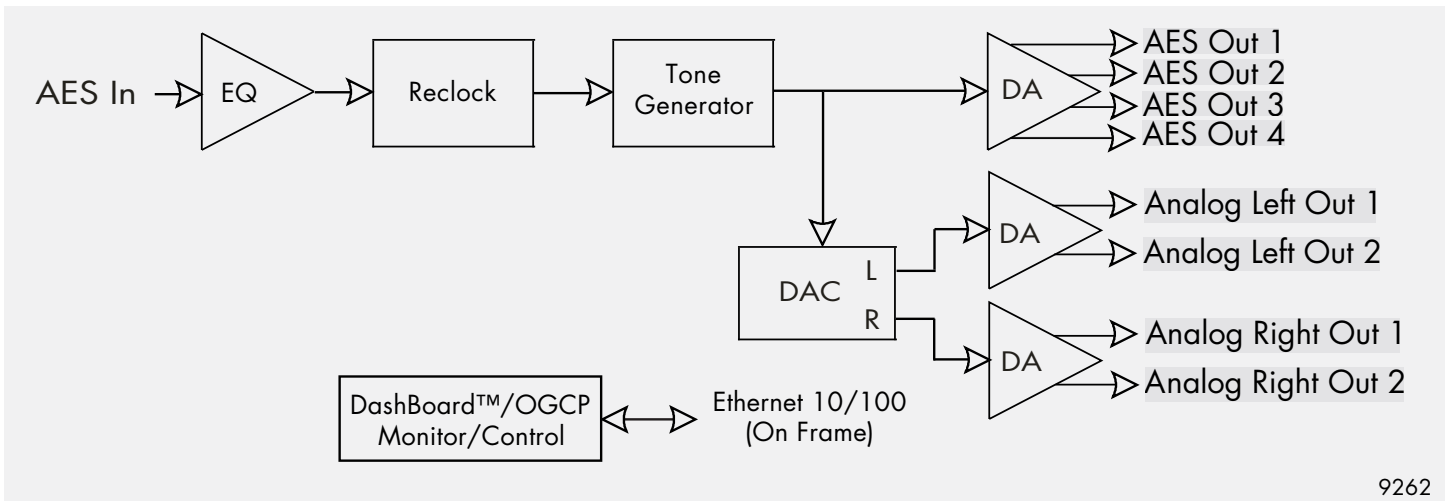 AES In
EQ
Reclock
Tone
Generator
DA
AES Out 1
AES Out 2
AES Out 3
AES Out 4
DAC
L
R
DA
Analog Left Out 1
Analog Left Out 2
DA
Analog Right Out 1
Analog Right Out 2
DashBoard™/OGCP
Monitor/Control
Ethernet 10/100
(On Frame)
9262